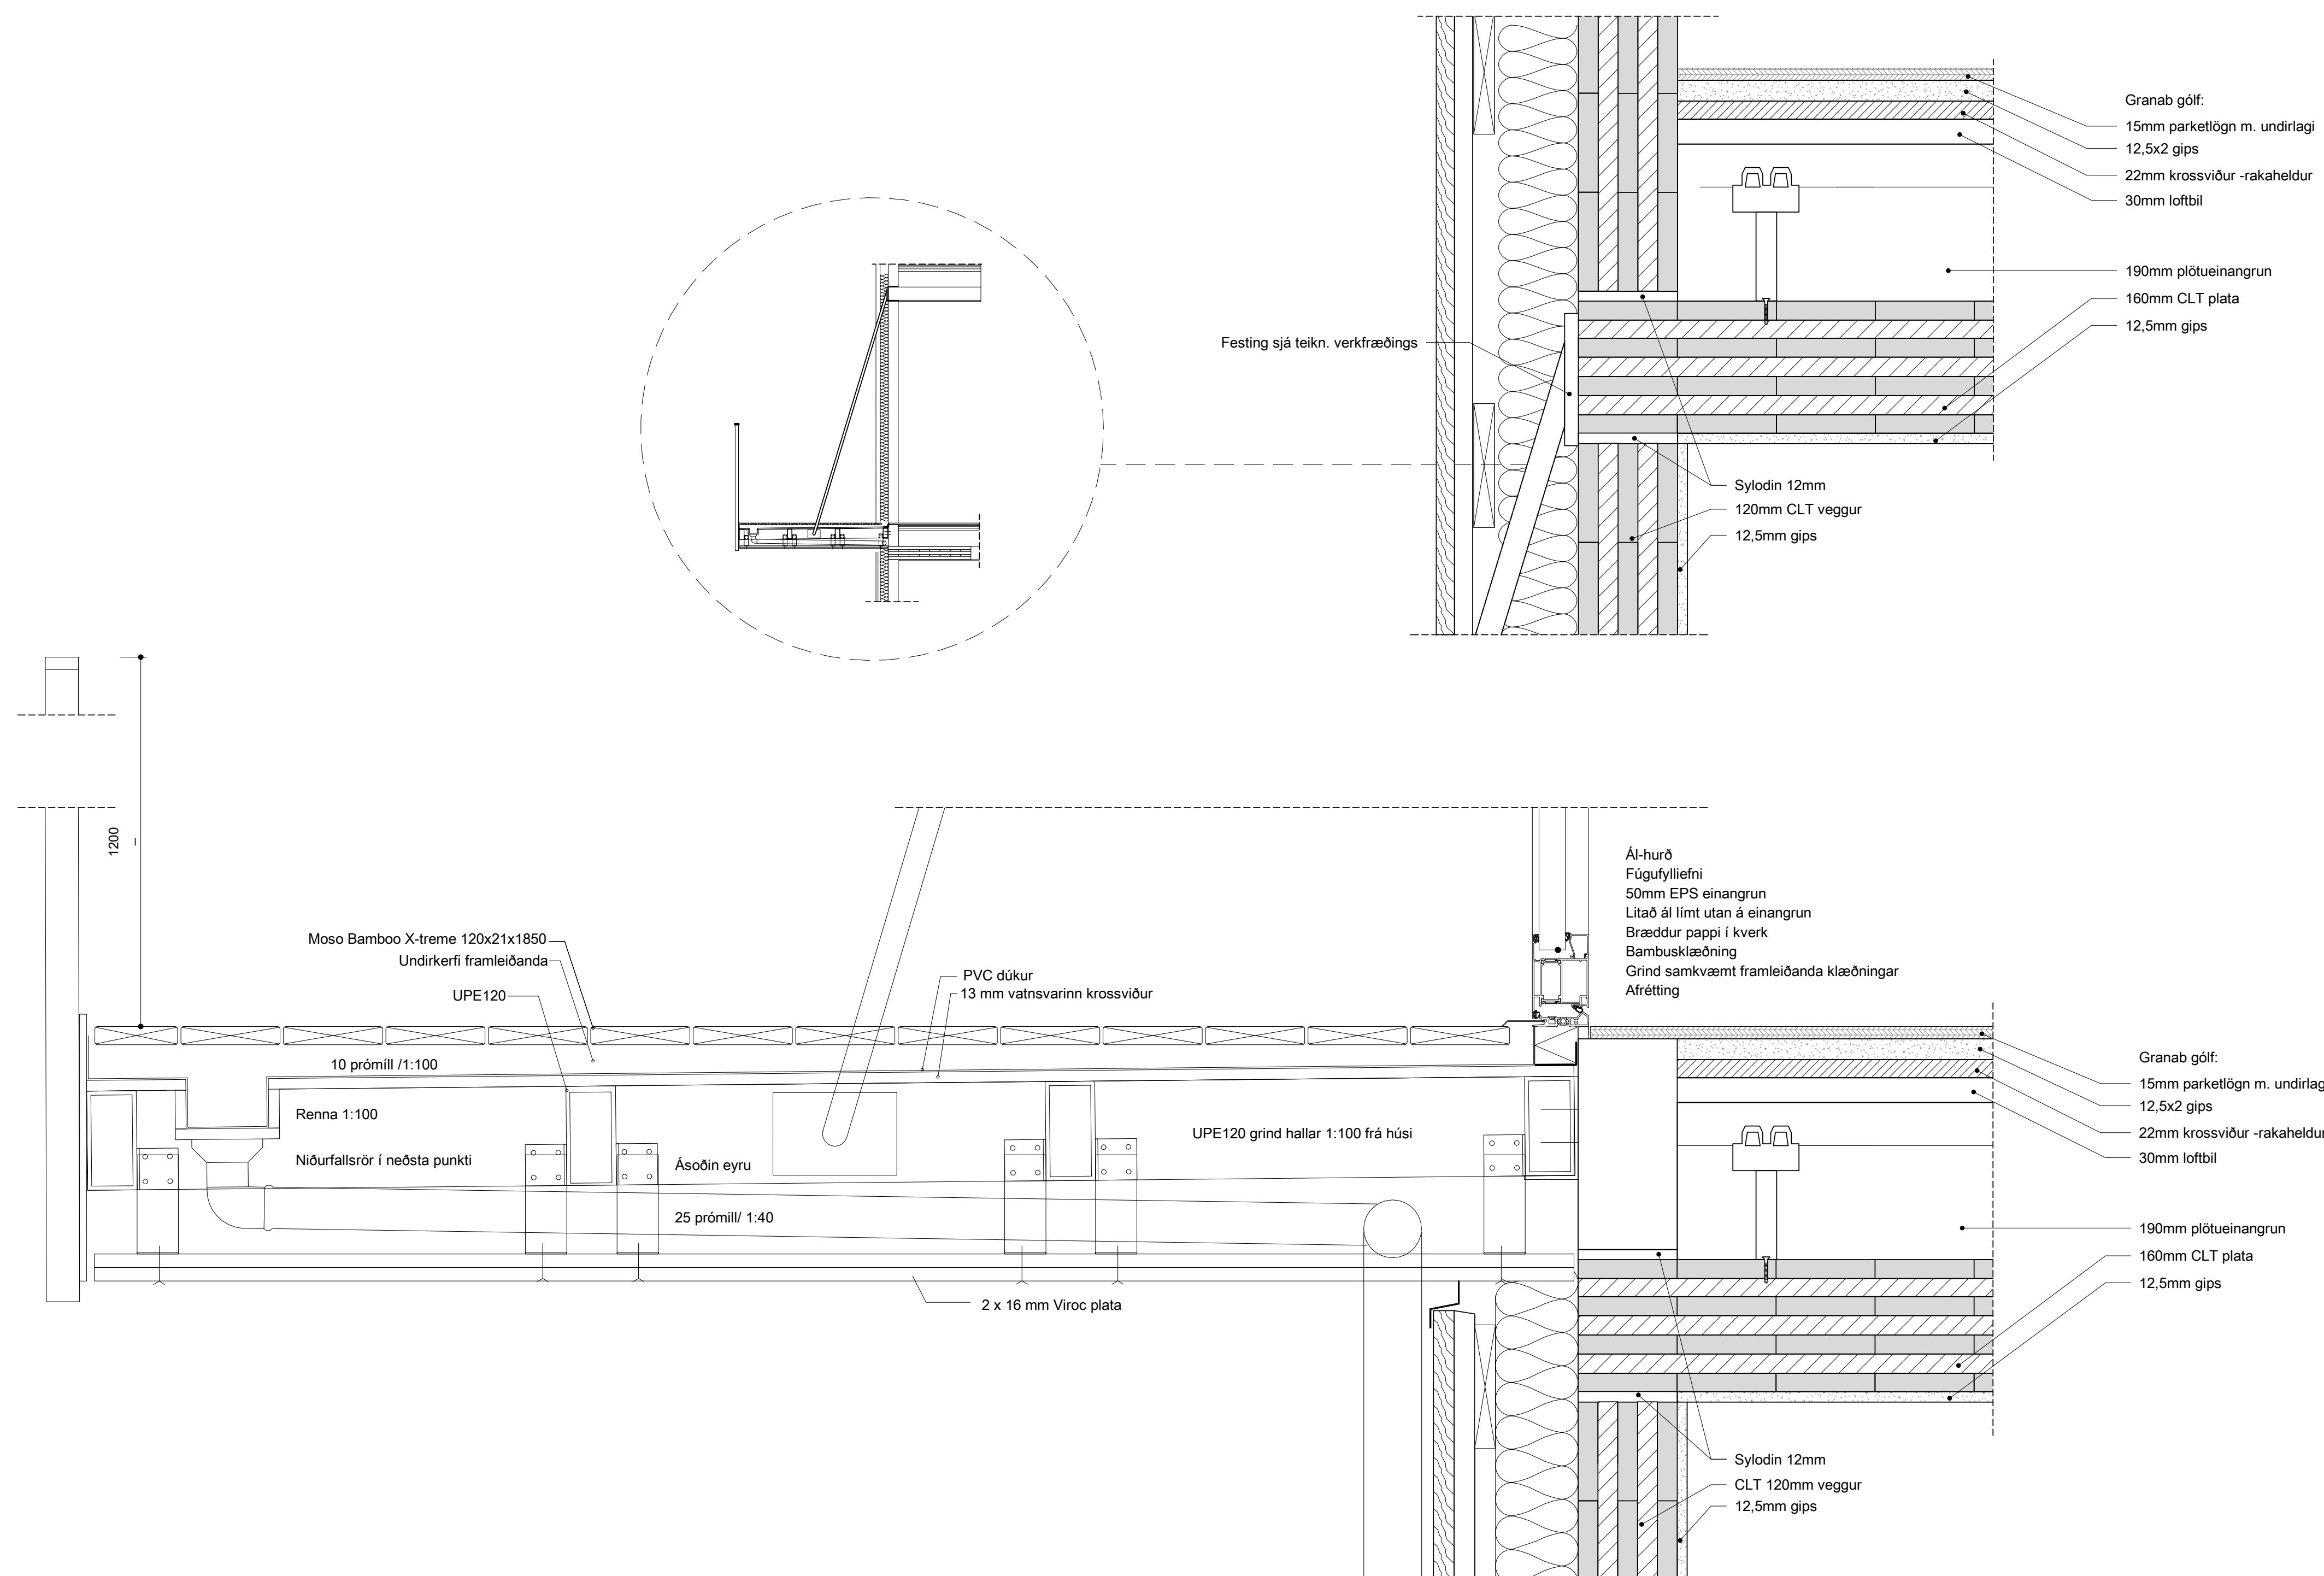 Granab gólf:
15mm parketlögn m. undirlagi
12,5x2 gips
22mm krossviður -rakaheldur
30mm loftbil
190mm plötueinangrun
160mm CLT plata
12,5mm gips
Festing sjá teikn. verkfræðings
Sylodin 12mm
120mm CLT veggur
12,5mm gips
1200
Ál-hurð
Fúgufylliefni
50mm EPS einangrun
Litað ál límt utan á einangrun
Bræddur pappi í kverk
Bambusklæðning
Grind samkvæmt framleiðanda klæðningar
Afrétting
Moso Bamboo X-treme 120x21x1850
Undirkerfi framleiðanda
UPE120
PVC dúkur
13 mm vatnsvarinn krossviður
10 prómíll /1:100
Renna 1:100
Niðurfallsrör í neðsta punkti
Ásoðin eyru
UPE120 grind hallar 1:100 frá húsi
25 prómill/ 1:40
2 x 16 mm Viroc plata
Granab gólf:
15mm parketlögn m. undirlag
12,5x2 gips
22mm krossviður -rakaheldur
30mm loftbil
190mm plötueinangrun
160mm CLT plata
12,5mm gips
Sylodin 12mm
CLT 120mm veggur
12,5mm gips